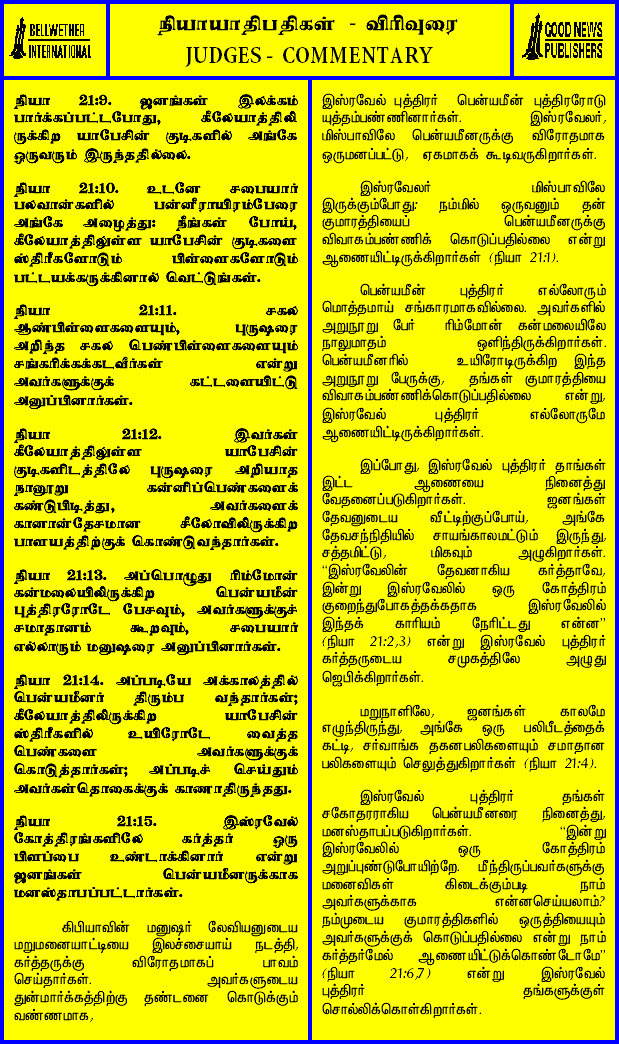 BELLWETHER
INTERNATIONAL
நியாயாதிபதிகள் - விரிவுரை
JUDGES - COMMENTARY
GOOD NEWS
PUBLISHERS
நியா 21:9. ஜனங்கள் இலக்கம்
பார்க்கப்பட்டபோது, கீலேயாத்திலி
ருக்கிற யாபேசின் குடிகளில் அங்கே
ஒருவரும் இருந்ததில்லை.
நியா 21:10. உடனே சபையார்
பலவான்களில் பன்னீராயிரம்பேரை
அங்கே அழைத்து: நீங்கள் போய்,
கீலேயாத்திலுள்ள யாபேசின் குடிகளை
ஸ்திரீகளோடும் பிள்ளைகளோடும்
பட்டயக்கருக்கினால் வெட்டுங்கள்.
நியா 21:11. சகல
ஆண்பிள்ளைகளையும், புருஷரை
அறிந்த சகல பெண்பிள்ளைகளையும்
சங்கரிக்கக்கடவீர்கள் என்று
அவர்களுக்குக் கட்டளையிட்டு
அனுப்பினார்கள்.
நியா 21:12. இவர்கள்
கீலேயாத்திலுள்ள யாபேசின்
குடிகளிடத்திலே புருஷரை அறியாத
நானூறு கன்னிப்பெண்களைக்
கண்டுபிடித்து, அவர்களைக்
கானான்தேசமான சீலோவிலிருக்கிற
பாளயத்திற்குக் கொண்டுவந்தார்கள்.
நியா 21:13. அப்பொழுது ரிம்மோன்
கன்மலையிலிருக்கிற பென்யமீன்
புத்திரரோடே பேசவும், அவர்களுக்குச்
சமாதானம் கூறவும், சபையார்
எல்லாரும் மனுஷரை அனுப்பினார்கள்.
நியா 21:14. அப்படியே அக்காலத்தில்
பென்யமீனர் திரும்ப வந்தார்கள்;
கீலேயாத்திலிருக்கிற யாபேசின்
ஸ்திரீகளில் உயிரோடே வைத்த
பெண்களை அவர்களுக்குக்
கொடுத்தார்கள்; அப்படிச் செய்தும்
அவர்கள்தொகைக்குக் காணாதிருந்தது.
நியா 21:15. இஸ்ரவேல்
கோத்திரங்களிலே கர்த்தர் ஒரு
பிளப்பை உண்டாக்கினார் என்று
ஜனங்கள் பென்யமீனருக்காக
மனஸ்தாபப்பட்டார்கள்.
கிபியாவின் மனுஷர் லேவியனுடைய
மறுமனையாட்டியை இலச்சையாய் நடத்தி,
கர்த்தருக்கு விரோதமாகப் பாவம்
செய்தார்கள். அவர்களுடைய
துன்மார்க்கத்திற்கு தண்டனை கொடுக்கும்
வண்ணமாக,
இஸ்ரவேல் புத்திரர் பென்யமீன் புத்திரரோடு
யுத்தம்பண்ணினார்கள். இஸ்ரவேலர்,
மிஸ்பாவிலே பென்யமீனருக்கு விரோதமாக
ஒருமனப்பட்டு, ஏகமாகக் கூடிவருகிறார்கள்.
இஸ்ரவேலர் மிஸ்பாவிலே
இருக்கும்போது: நம்மில் ஒருவனும் தன்
குமாரத்தியைப் பென்யமீனருக்கு
விவாகம்பண்ணிக் கொடுப்பதில்லை என்று
ஆணையிட்டிருக்கிறார்கள் (நியா 21:1).
பென்யமீன் புத்திரர் எல்லோரும்
மொத்தமாய் சங்காரமாகவில்லை. அவர்களில்
அறுநூறு பேர் ரிம்மோன் கன்மலையிலே
நாலுமாதம் ஒளிந்திருக்கிறார்கள்.
பென்யமீனரில் உயிரோடிருக்கிற இந்த
அறுநூறு பேருக்கு, தங்கள் குமாரத்தியை
விவாகம்பண்ணிக்கொடுப்பதில்லை என்று,
இஸ்ரவேல் புத்திரர் எல்லோருமே
ஆணையிட்டிருக்கிறார்கள்.
இப்போது, இஸ்ரவேல் புத்திரர் தாங்கள்
இட்ட ஆணையை நினைத்து
வேதனைப்படுகிறார்கள். ஜனங்கள்
தேவனுடைய வீட்டிற்குப்போய், அங்கே
தேவசந்நிதியில் சாயங்காலமட்டும் இருந்து,
சத்தமிட்டு, மிகவும் அழுகிறார்கள்.
“இஸ்ரவேலின் தேவனாகிய கர்த்தாவே,
இன்று இஸ்ரவேலில் ஒரு கோத்திரம்
குறைந்துபோகத்தக்கதாக இஸ்ரவேலில்
இந்தக் காரியம் நேரிட்டது என்ன”
(நியா 21:2,3) என்று இஸ்ரவேல் புத்திரர்
கர்த்தருடைய சமுகத்திலே அழுது
ஜெபிக்கிறார்கள்.
மறுநாளிலே, ஜனங்கள் காலமே
எழுந்திருந்து, அங்கே ஒரு பலிபீடத்தைக்
கட்டி, சர்வாங்க தகனபலிகளையும் சமாதான
பலிகளையும் செலுத்துகிறார்கள் (நியா 21:4).
இஸ்ரவேல் புத்திரர் தங்கள்
சகோதரராகிய பென்யமீனரை நினைத்து,
மனஸ்தாபப்படுகிறார்கள். “இன்று
இஸ்ரவேலில் ஒரு கோத்திரம்
அறுப்புண்டுபோயிற்றே. மீந்திருப்பவர்களுக்கு
மனைவிகள் கிடைக்கும்படி நாம்
அவர்களுக்காக என்னசெய்யலாம்?
நம்முடைய குமாரத்திகளில் ஒருத்தியையும்
அவர்களுக்குக் கொடுப்பதில்லை என்று நாம்
கர்த்தர்மேல் ஆணையிட்டுக்கொண்டோமே”
(நியா 21:6,7) என்று இஸ்ரவேல்
புத்திரர் தங்களுக்குள்
சொல்லிக்கொள்கிறார்கள்.